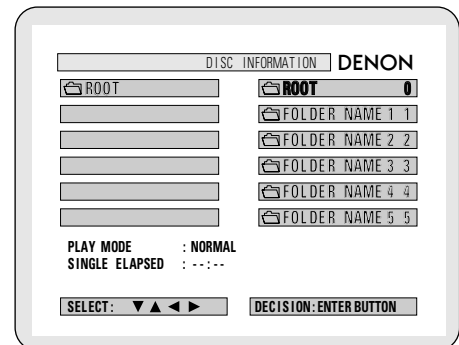 DISC INFORMATION DENON
ROOT
ROOT 0
FOLDER NAME 1 1
FOLDER NAME 2 2
FOLDER NAME 3 3
FOLDER NAME 4 4
FOLDER NAME 5 5
PLAY MODE : NORMAL
SINGLE ELAPSED : --:--
SELECT: ▼ ▲ ◀ ▶
DECISION: ENTER BUTTON